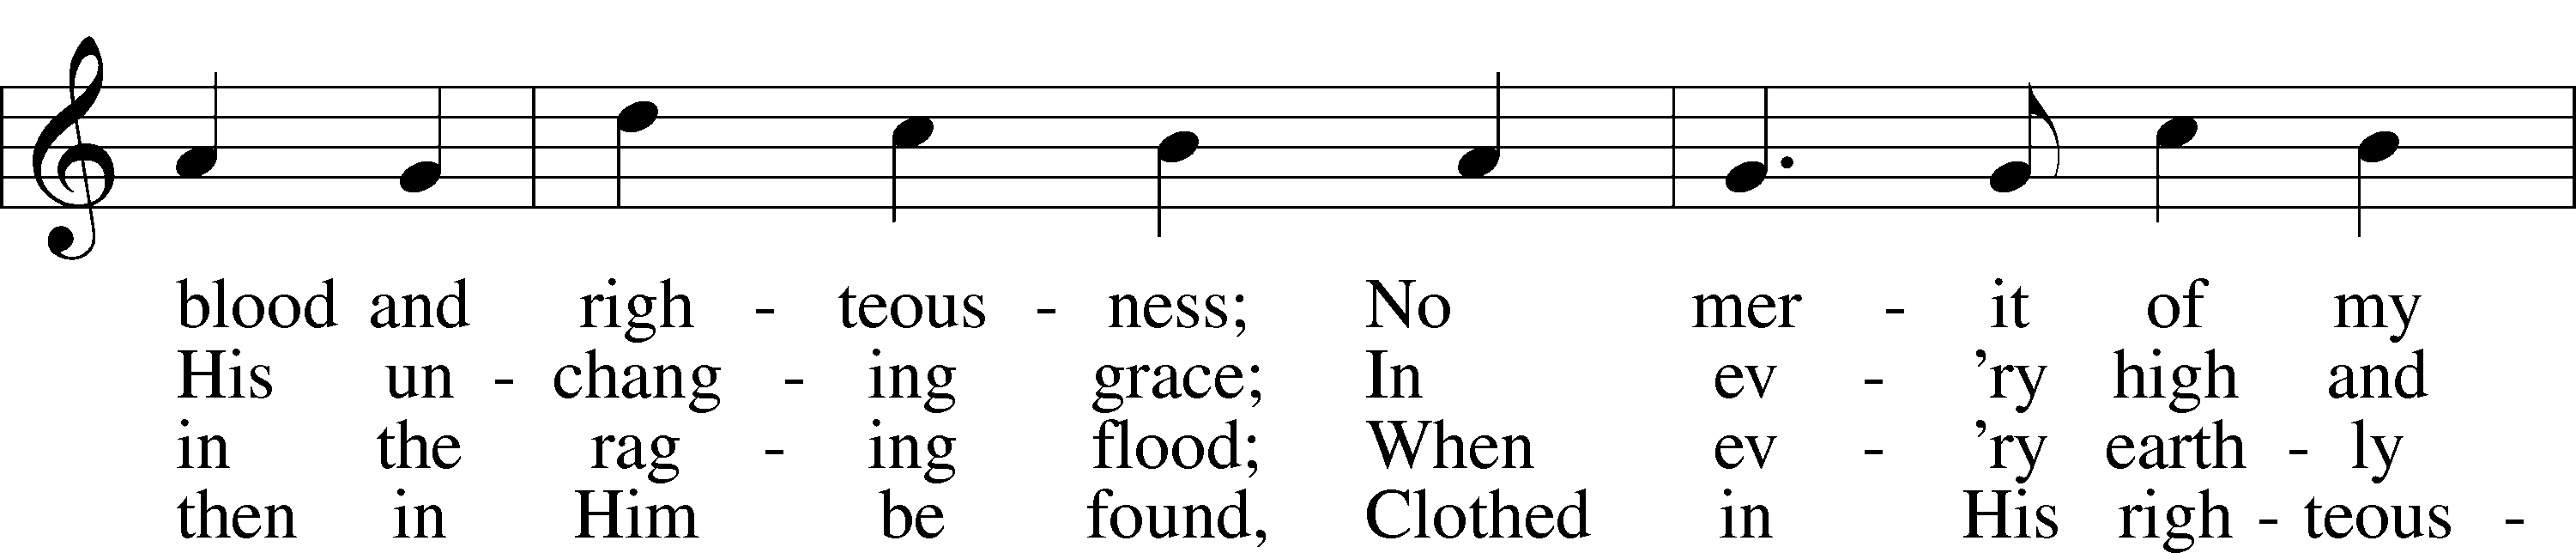 blood and righ - teous - ness; No mer - it of my
His un - chang - ing grace; In ev - 'ry high and
in the rag - ing flood; When ev - 'ry earth - ly
then in Him be found, Clothed in His righ - teous -